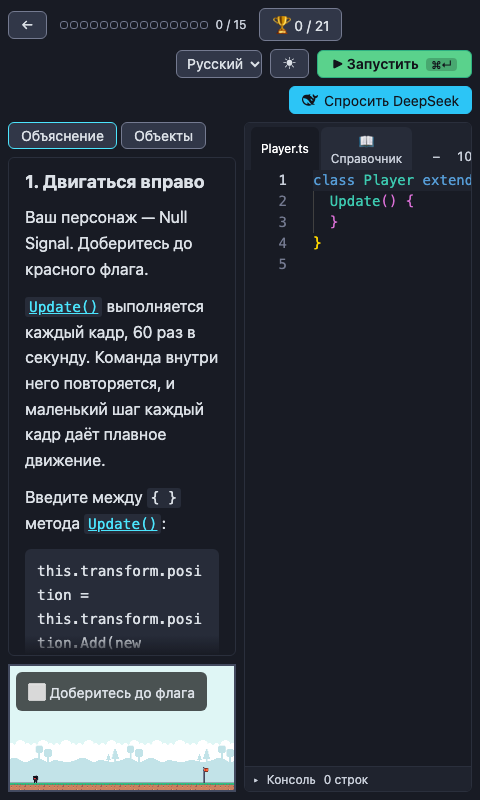 ←
0 / 15
🏆 0 / 21
Русский
☀
▶ Запустить ⌘↵
Спросить DeepSeek
Объяснение
Объекты
1. Двигаться вправо
Ваш персонаж — Null
Signal. Доберитесь до
красного флага.
Update() выполняется
каждый кадр, 60 раз в
секунду. Команда внутри
него повторяется, и
маленький шаг каждый
кадр даёт плавное
движение.
Введите между { }
метода Update():
this.transform.posi
tion =
this.transform.posi
tion.Add(new
Доберитесь до флага
Player.ts
📖
Справочник
− 10
1 class Player extend
2 Update() {
3 }
4 }
5
▸ Консоль 0 строк